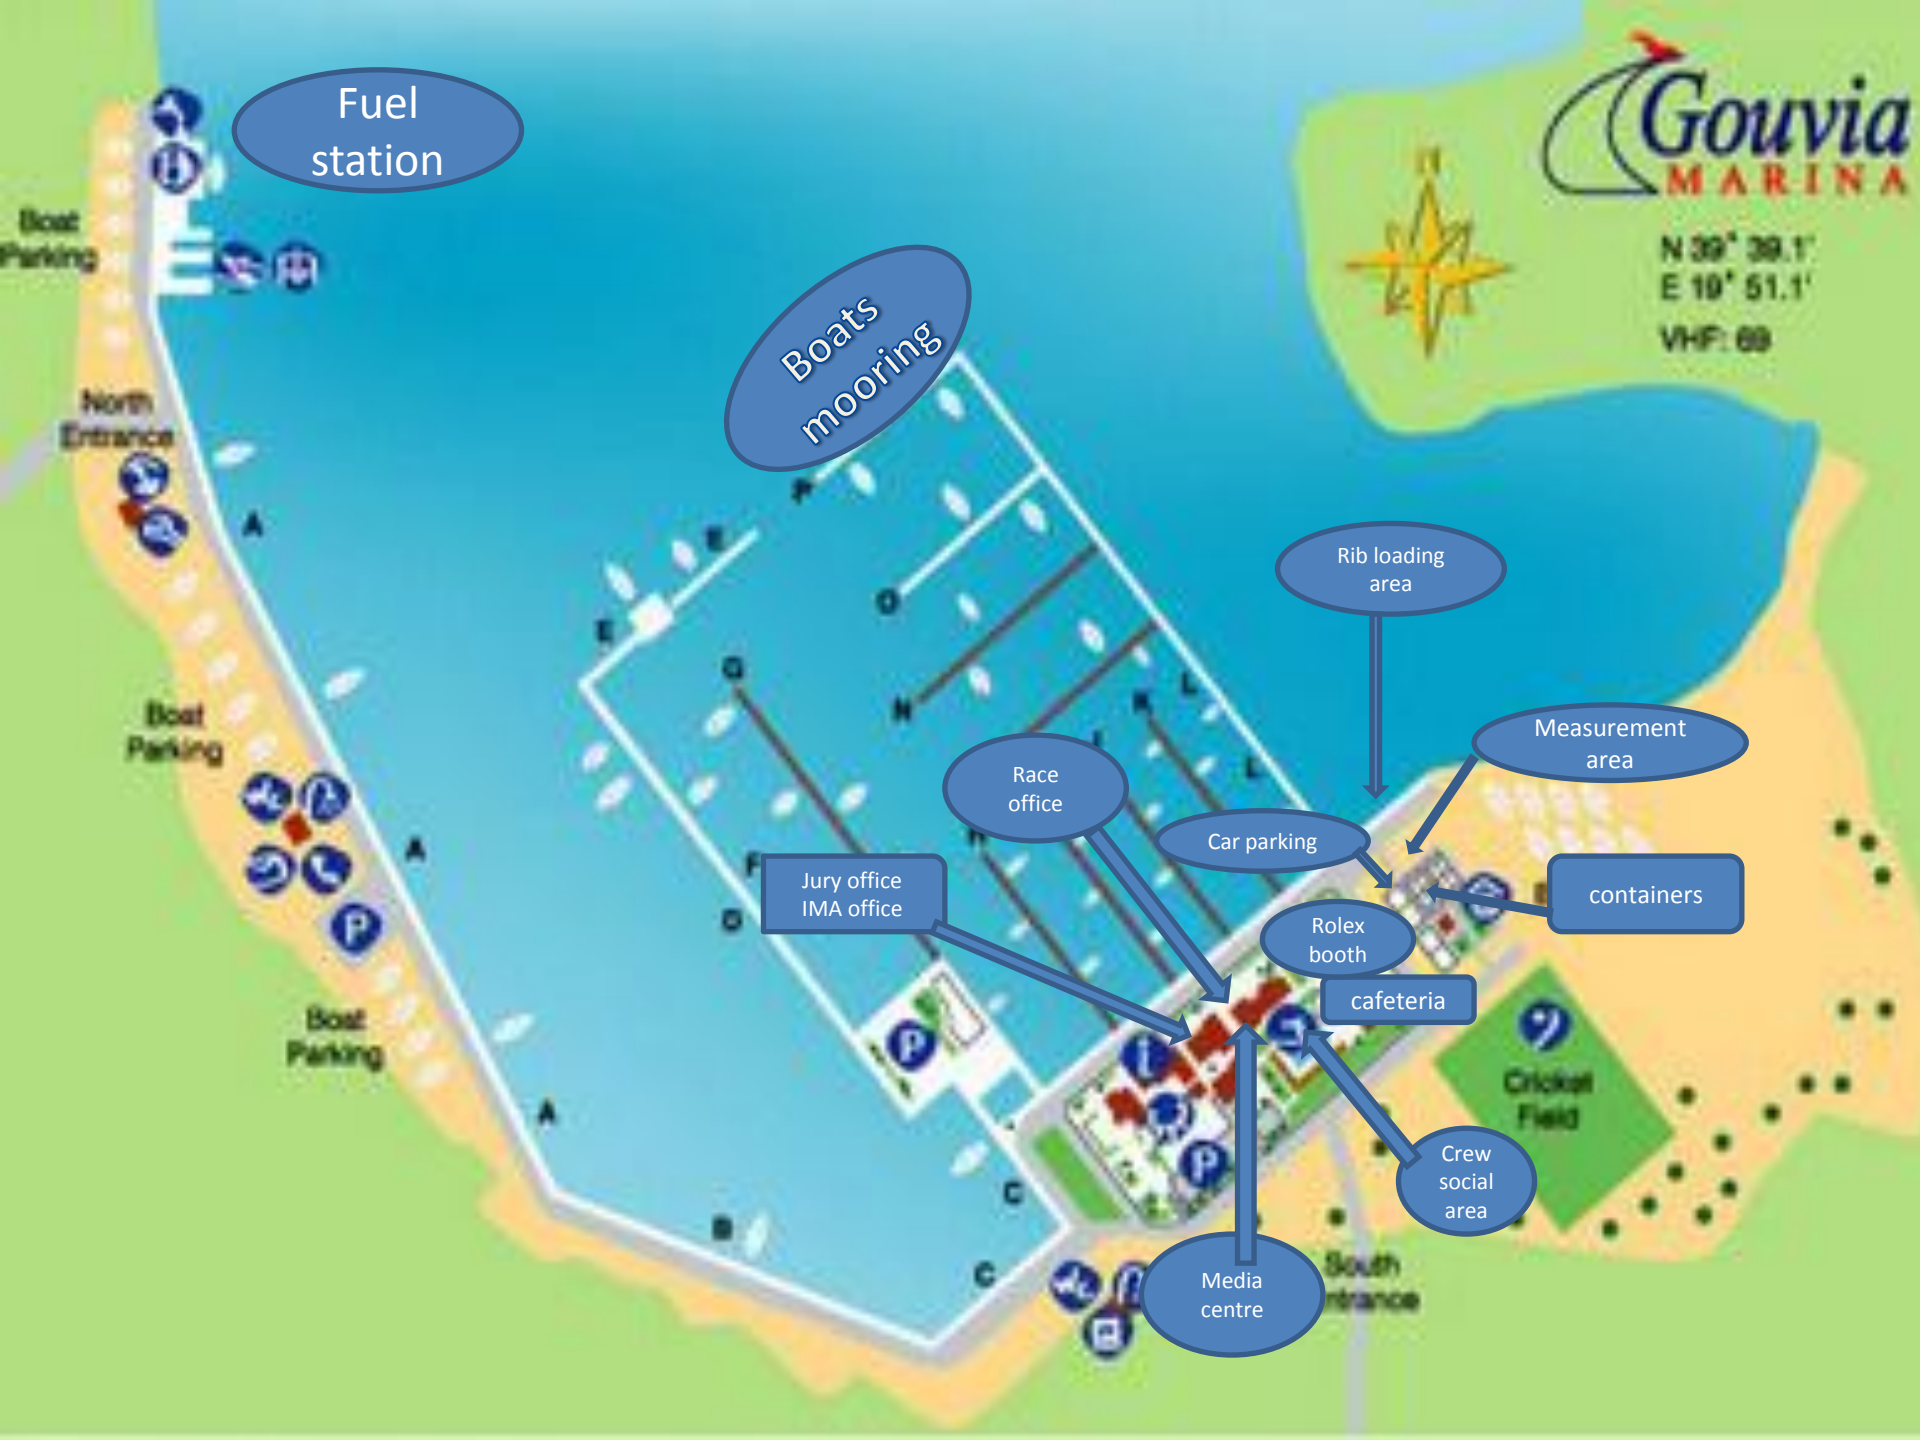 Fuel
station
Gouvia
MARINA
N 39° 39.1'
E 19° 51.1'
VHF: 69
N
Boat
Parking
Boats
mooring
North
Entrance
P
A
E
E
O
G
N
Rib loading
area
L
K
Boat
Parking
Measurement
area
L
Race
office
Car parking
A
F
G
Jury office
IMA office
containers
Rolex
booth
cafeteria
P
P
i
Boat
Parking
Cricket
Field
A
P
Crew
social
area
C
B
C
Media
centre
South
Entrance